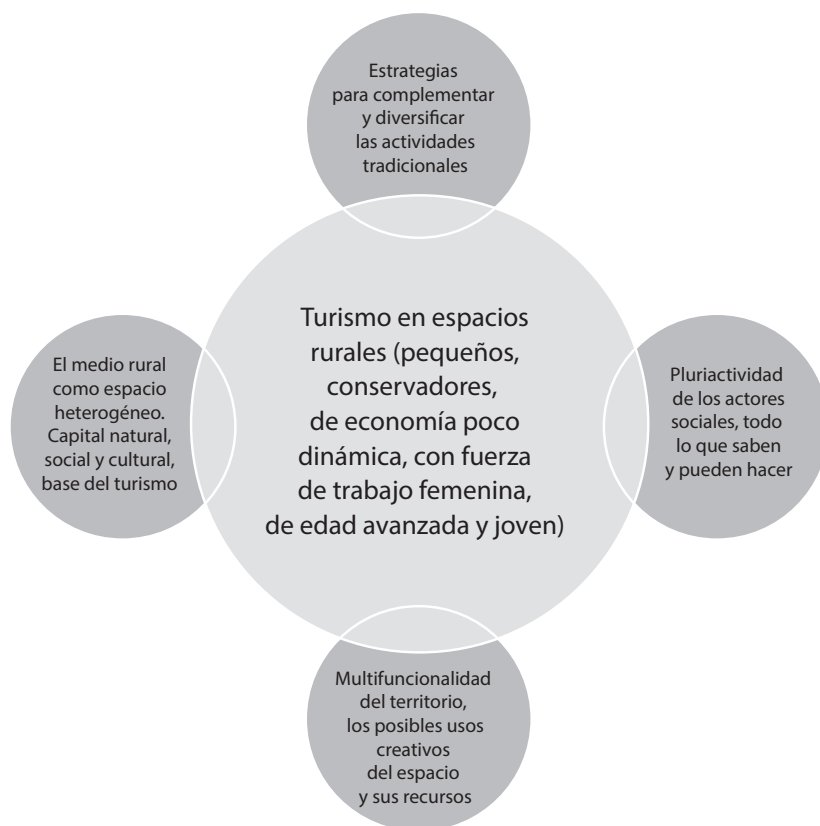 Estrategias
para complementar
y diversificar
las actividades
tradicionales
Turismo en espacios
rurales (pequeños,
conservadores,
de economía poco
dinámica, con fuerza
de trabajo femenina,
de edad avanzada y joven)
El medio rural
como espacio
heterogéneo.
Capital natural,
social y cultural,
base del turismo
Pluriactividad
de los actores
sociales, todo
lo que saben
y pueden hacer
Multifuncionalidad
del territorio,
los posibles usos
creativos
del espacio
y sus recursos